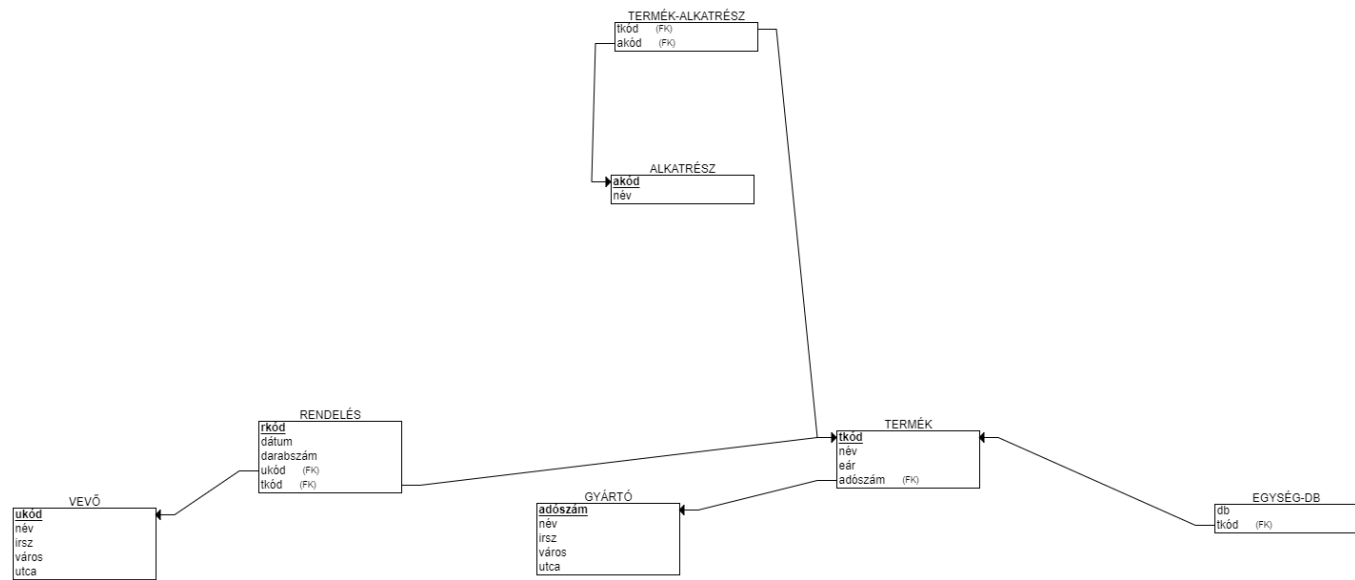 TERMÉK-ALKATRÉSZ
tkód (FK)
akód (FK)
ALKATRÉSZ
akód
név
RENDELÉS
rkód
dátum
darabszám
ukód (FK)
tkód (FK)
TERMÉK
tkód
név
eár
adószám (FK)
VEVŐ
ukód
név
irsz
város
utca
GYÁRTÓ
adószám
név
irsz
város
utca
EGYSÉG-DB
db
tkód (FK)